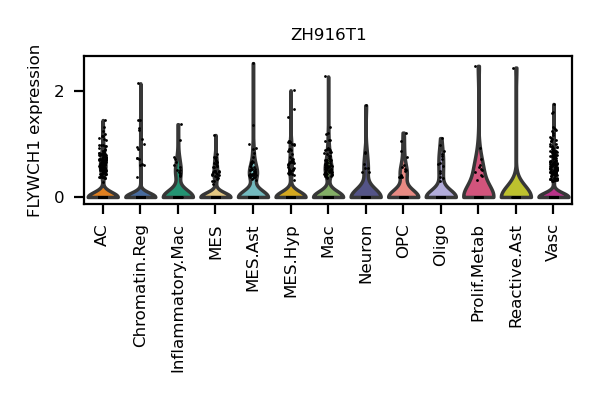 ZH916T1
FLYWCH1 expression
2
0
AC
Chromatin.Reg
Inflammatory.Mac
MES
MES.Ast
MES.Hyp
Mac
Neuron
OPC
Oligo
Prolif.Metab
Reactive.Ast
Vasc